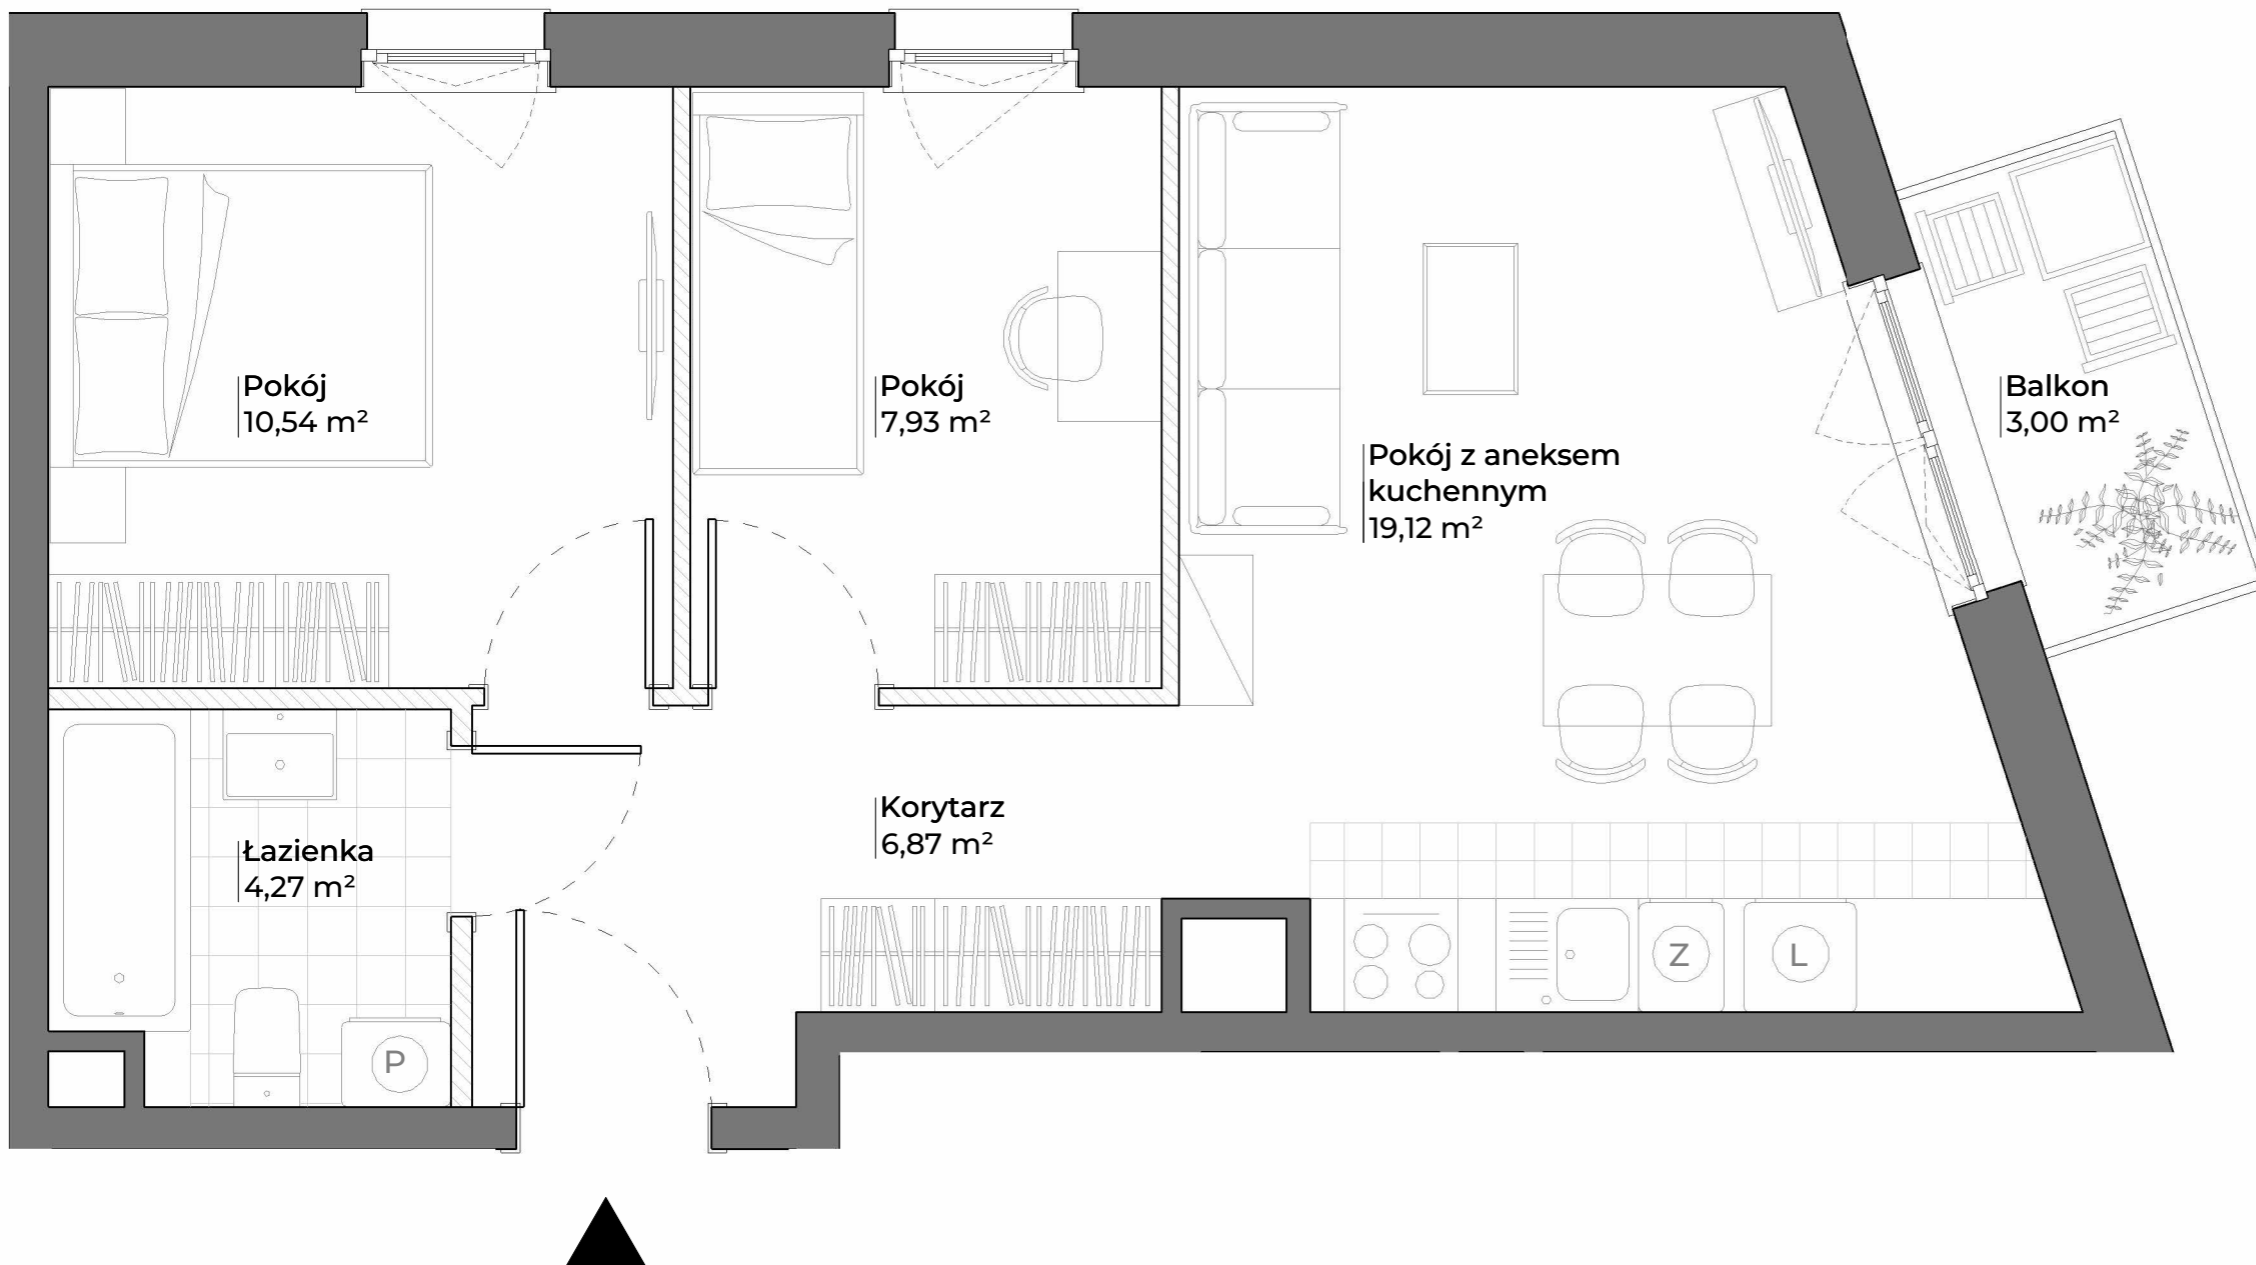 Pokój
10,54 m²
Pokój
7,93 m²
Pokój z aneksem
kuchennym
19,12 m²
Balkon
3,00 m²
Łazienka
4,27 m²
Korytarz
6,87 m²
P
Z
L